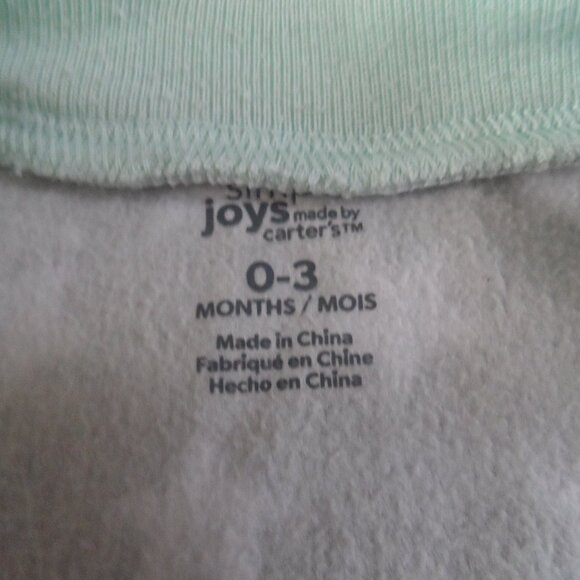 joys made by
carter's™
0-3
MONTHS / MOIS
Made in China
Fabriqué en Chine
Hecho en China